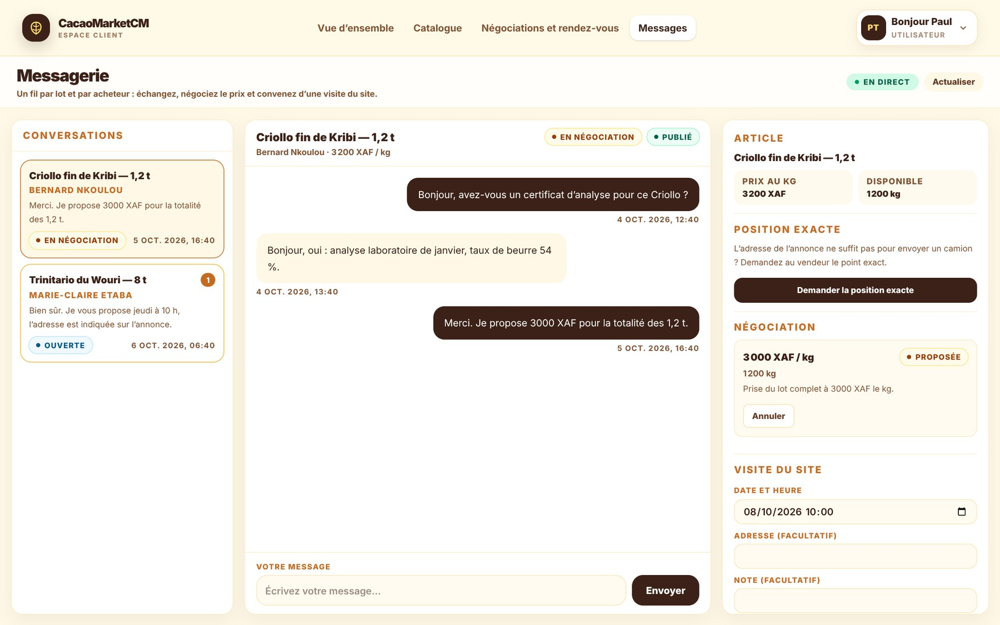 CacaoMarketCM
ESPACE CLIENT
Vue d’ensemble
Catalogue
Négociations et rendez-vous
Messages
PT
Bonjour Paul
UTILISATEUR
Messagerie
Un fil par lot et par acheteur : échangez, négociez le prix et convenez d’une visite du site.
EN DIRECT
Actualiser
CONVERSATIONS
Criollo fin de Kribi — 1,2 t
BERNARD NKOULOU
Merci. Je propose 3000 XAF pour la totalité
des 1,2 t.
EN NÉGOCIATION
5 OCT. 2026, 16:40
Trinitario du Wouri — 8 t
1
MARIE-CLAIRE ETABA
Bien sûr. Je vous propose jeudi à 10 h,
l’adresse est indiquée sur l’annonce.
OUVERTE
6 OCT. 2026, 06:40
Criollo fin de Kribi — 1,2 t
Bernard Nkoulou · 3 200 XAF / kg
EN NÉGOCIATION
PUBLIÉ
Bonjour, avez-vous un certificat d’analyse pour ce Criollo ?
4 OCT. 2026, 12:40
Bonjour, oui : analyse laboratoire de janvier, taux de beurre 54
%.
4 OCT. 2026, 13:40
Merci. Je propose 3000 XAF pour la totalité des 1,2 t.
5 OCT. 2026, 16:40
VOTRE MESSAGE
Écrivez votre message...
Envoyer
ARTICLE
Criollo fin de Kribi — 1,2 t
PRIX AU KG
3 200 XAF
DISPONIBLE
1 200 kg
POSITION EXACTE
L’adresse de l’annonce ne suffit pas pour envoyer un camion
? Demandez au vendeur le point exact.
Demander la position exacte
NÉGOCIATION
3 000 XAF / kg
PROPOSÉE
1 200 kg
Prise du lot complet à 3000 XAF le kg.
Annuler
VISITE DU SITE
DATE ET HEURE
08/10/2026 10:00
ADRESSE (FACULTATIF)
NOTE (FACULTATIF)